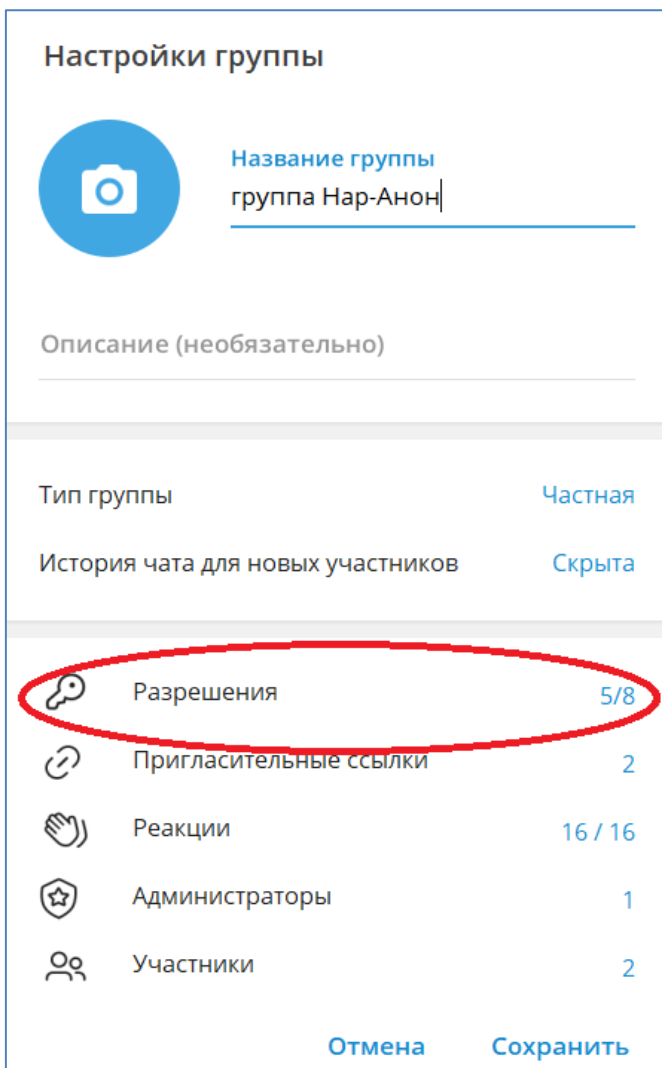 Настройки группы
Название группы
группа Нар-Анон
Описание (необязательно)
Тип группы Частная
История чата для новых участников Скрыта
Разрешения 5/8
Пригласительные ссылки 2
Реакции 16 / 16
Администраторы 1
Участники 2
Отмена Сохранить